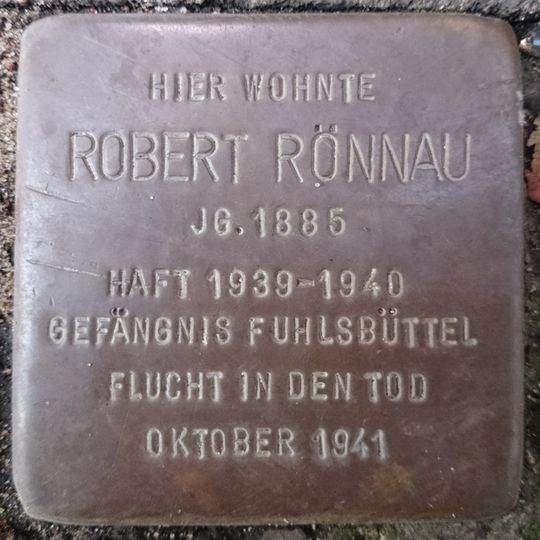 HIER WOHNTE
ROBERT RÖNNAU
JG. 1885
HAFT 1939-1940
GEFÄNGNIS FUHLSBÜTTEL
FLUCHT IN DEN TOD
OKTOBER 1941